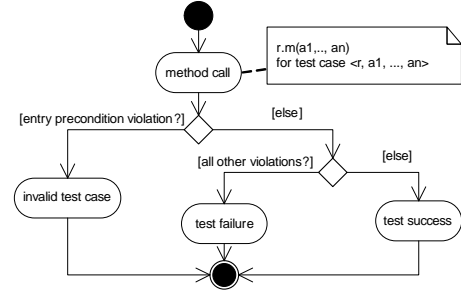 r.m(a1,.., an)
for test case <r, a1, ..., an>
method call
[entry precondition violation?]
[else]
[all other violations?]
[else]
invalid test case
test failure
test success